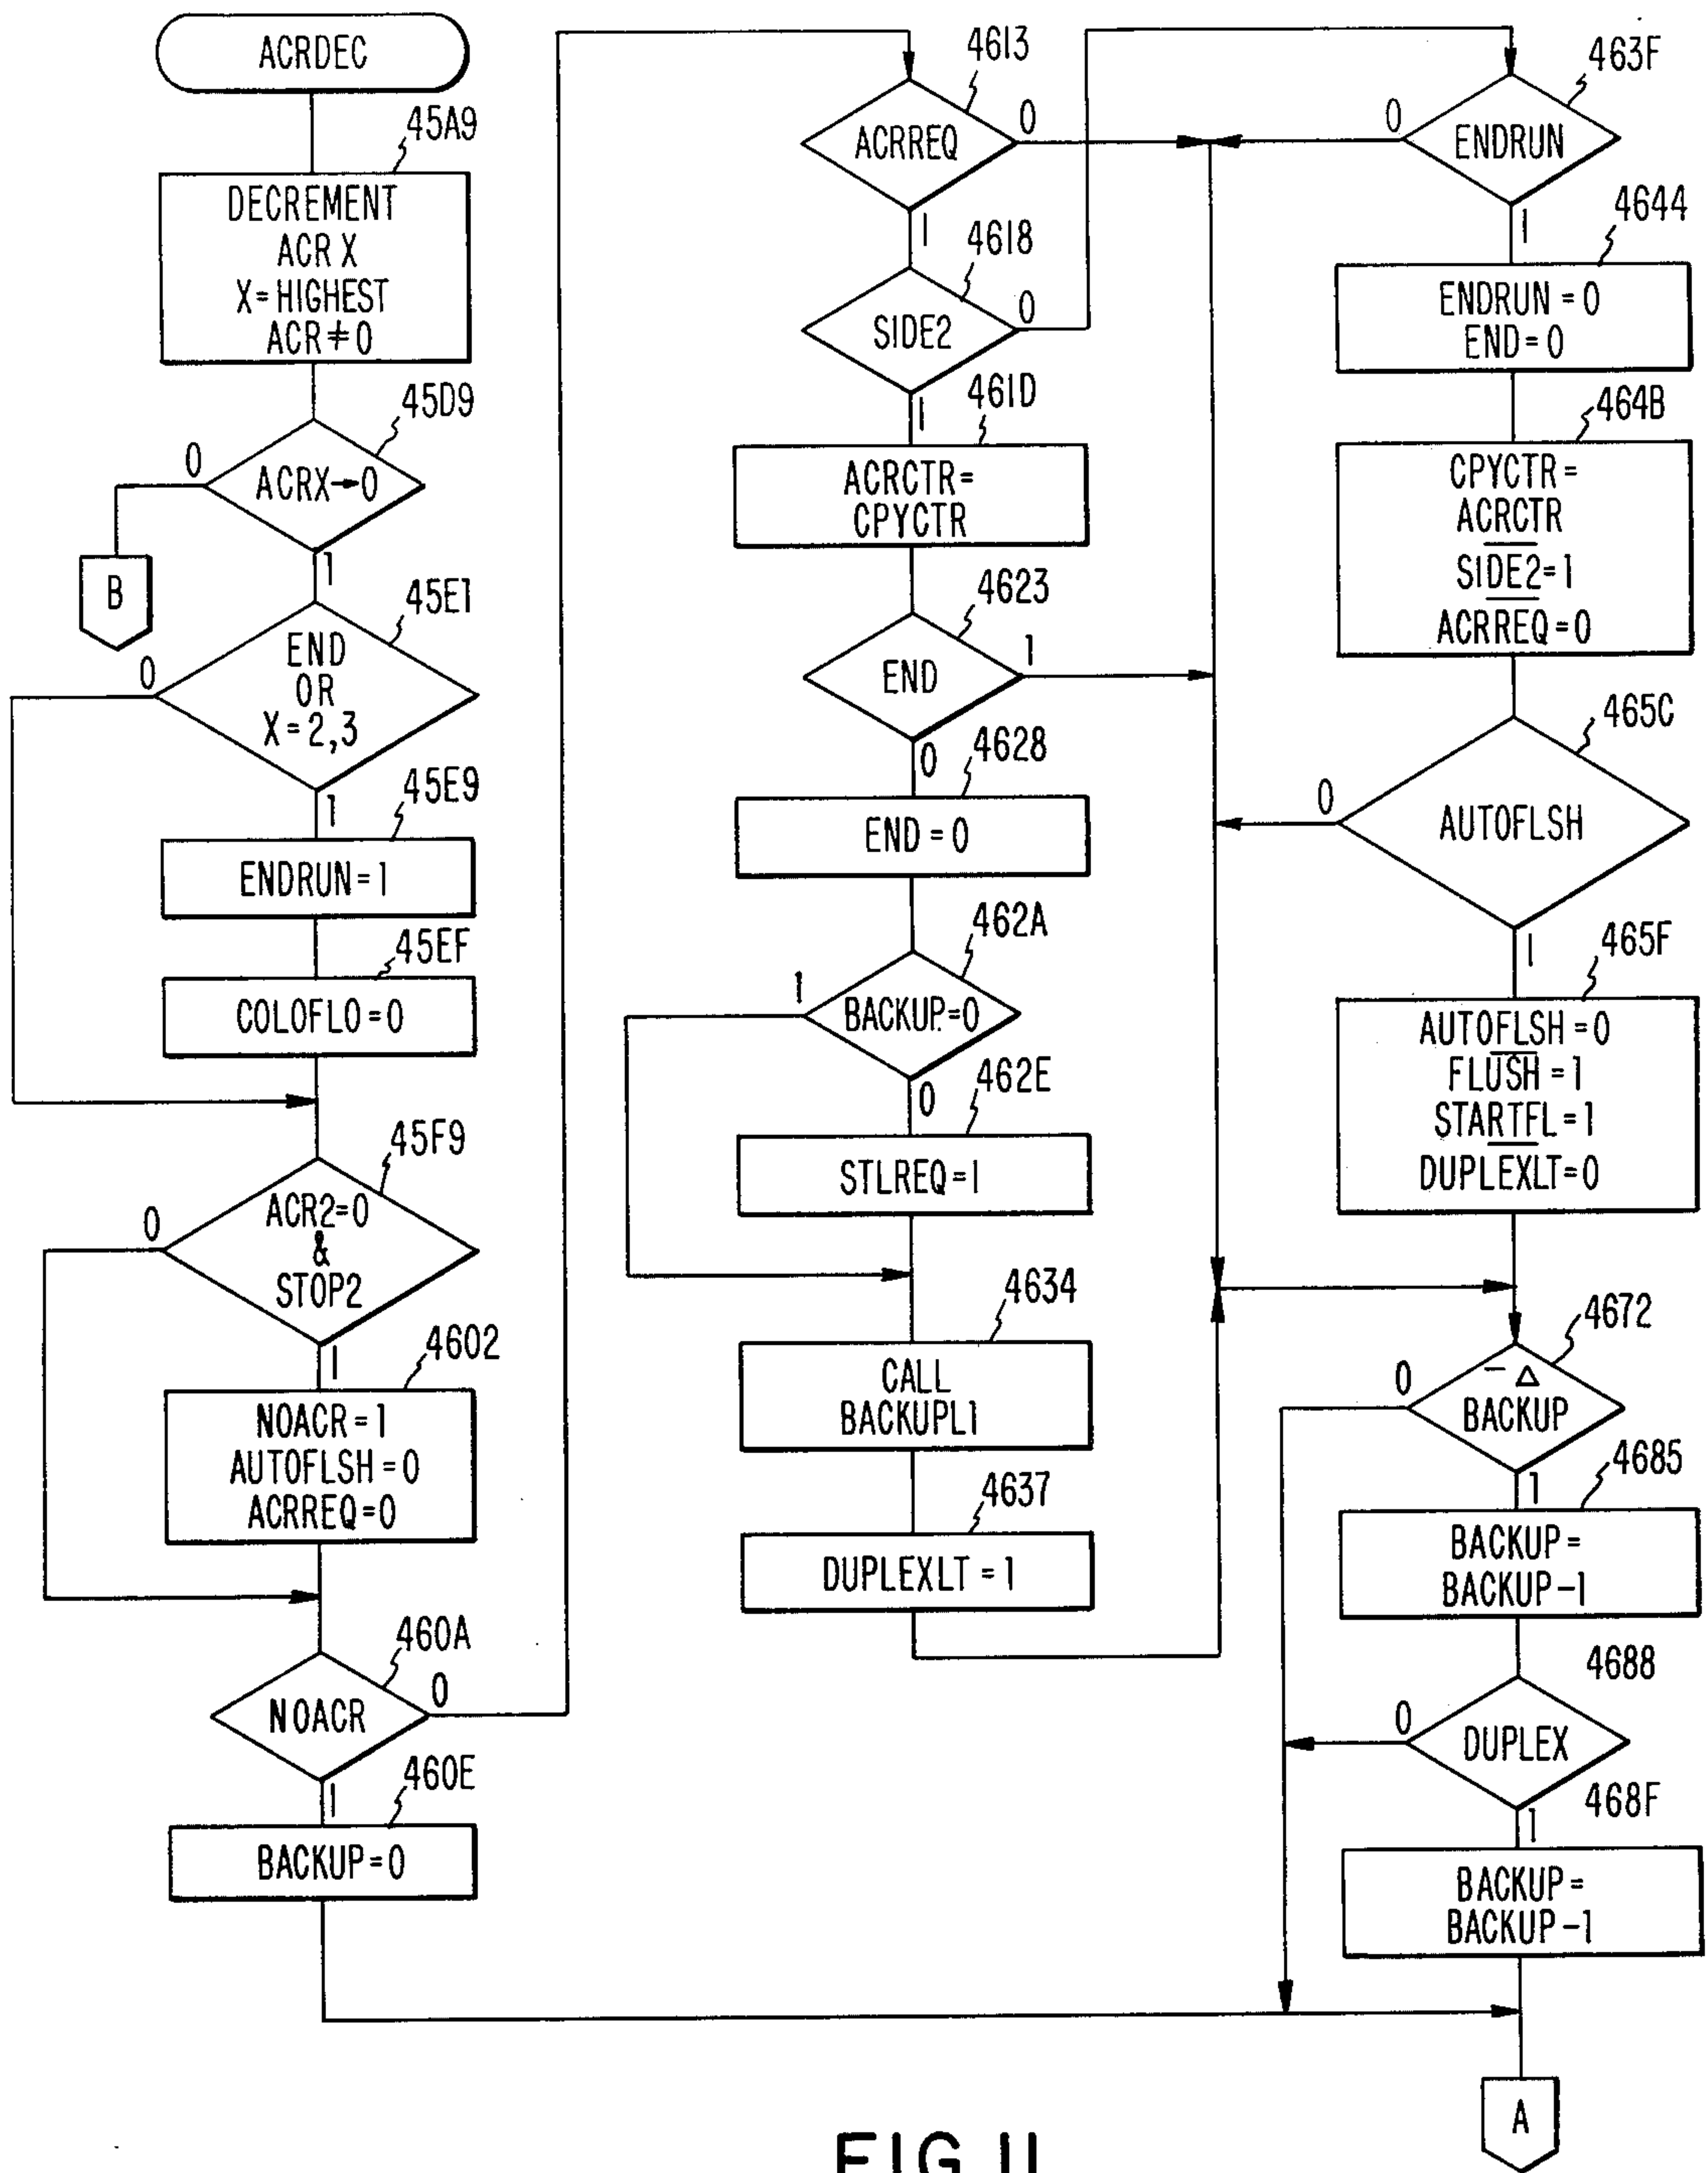 ACRDEC
45A9
DECREMENT
ACR X
X=HIGHEST
ACR≠0
45D9
0
ACRX→0
1
B
45E1
END
OR
X=2,3
0
1
45E9
ENDRUN=1
45EF
COLOFLO=0
45F9
ACR2=0
&
STOP2
0
1
4602
NOACR=1
AUTOFLSH=0
ACRREQ=0
460A
NOACR
0
1
460E
BACKUP=0
4613
ACRREQ
0
1
4618
SIDE2
0
1
461D
ACRCTR=
CPYCTR
4623
END
1
0
4628
END=0
462A
1
BACKUP=0
0
462E
STLREQ=1
4634
CALL
BACKUPL1
4637
DUPLEXLT=1
463F
0
ENDRUN
1
4644
ENDRUN=0
END=0
464B
CPYCTR=
ACRCTR
SIDE2=1
ACRREQ=0
465C
0
AUTOFLSH
1
465F
AUTOFLSH=0
FLUSH=1
STARTFL=1
DUPLEXLT=0
4672
0
-Δ
BACKUP
1
4685
BACKUP=
BACKUP-1
4688
0
DUPLEX
1
468F
BACKUP=
BACKUP-1
A
FIG 11